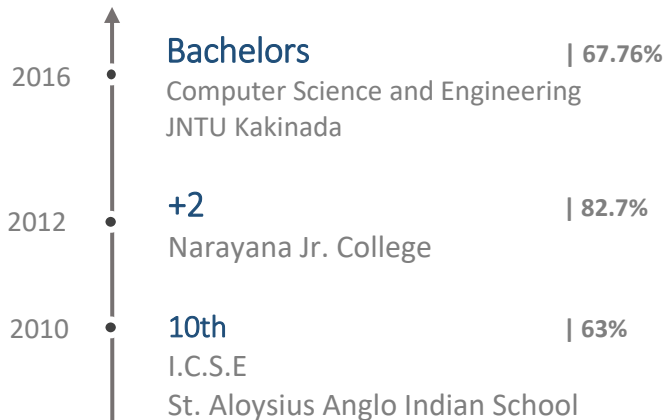 2016
Bachelors | 67.76%
Computer Science and Engineering
JNTU Kakinada
2012
+2 | 82.7%
Narayana Jr. College
2010
10th | 63%
I.C.S.E
St. Aloysius Anglo Indian School